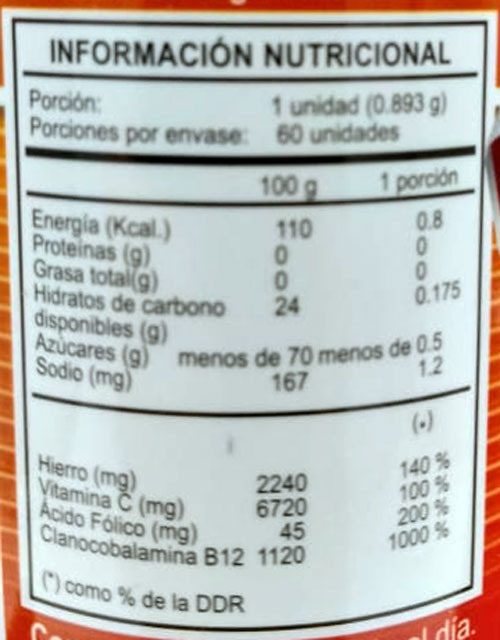 INFORMACIÓN NUTRICIONAL
Porción: 1 unidad (0.893 g)
Porciones por envase: 60 unidades
100 g 1 porción
Energía (Kcal.) 110 0.8
Proteínas (g) 0 0
Grasa total(g) 0 0
Hidratos de carbono 24 0.175
disponibles (g)
Azúcares (g) menos de 70 menos de 0.5
Sodio (mg) 167 1.2
(*)
Hierro (mg) 2240 140 %
Vitamina C (mg) 6720 100 %
Ácido Fólico (mg) 45 200 %
Cianocobalamina B12 1120 1000 %
(*) como % de la DDR
al día.